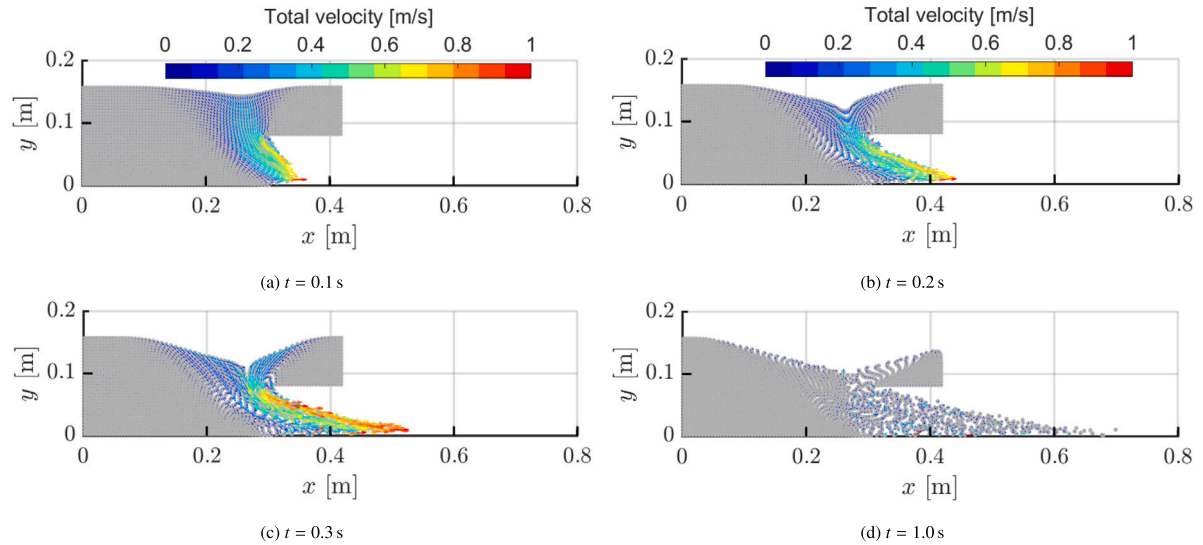 Total velocity [m/s]
0 0.2 0.4 0.6 0.8 1
0.2
0.1
0
y [m]
0 0.2 0.4 0.6 0.8
x [m]
(a) t = 0.1 s
Total velocity [m/s]
0 0.2 0.4 0.6 0.8 1
0.2
0.1
0
y [m]
0 0.2 0.4 0.6 0.8
x [m]
(b) t = 0.2 s
0.2
0.1
0
y [m]
0 0.2 0.4 0.6 0.8
x [m]
(c) t = 0.3 s
0.2
0.1
0
y [m]
0 0.2 0.4 0.6 0.8
x [m]
(d) t = 1.0 s